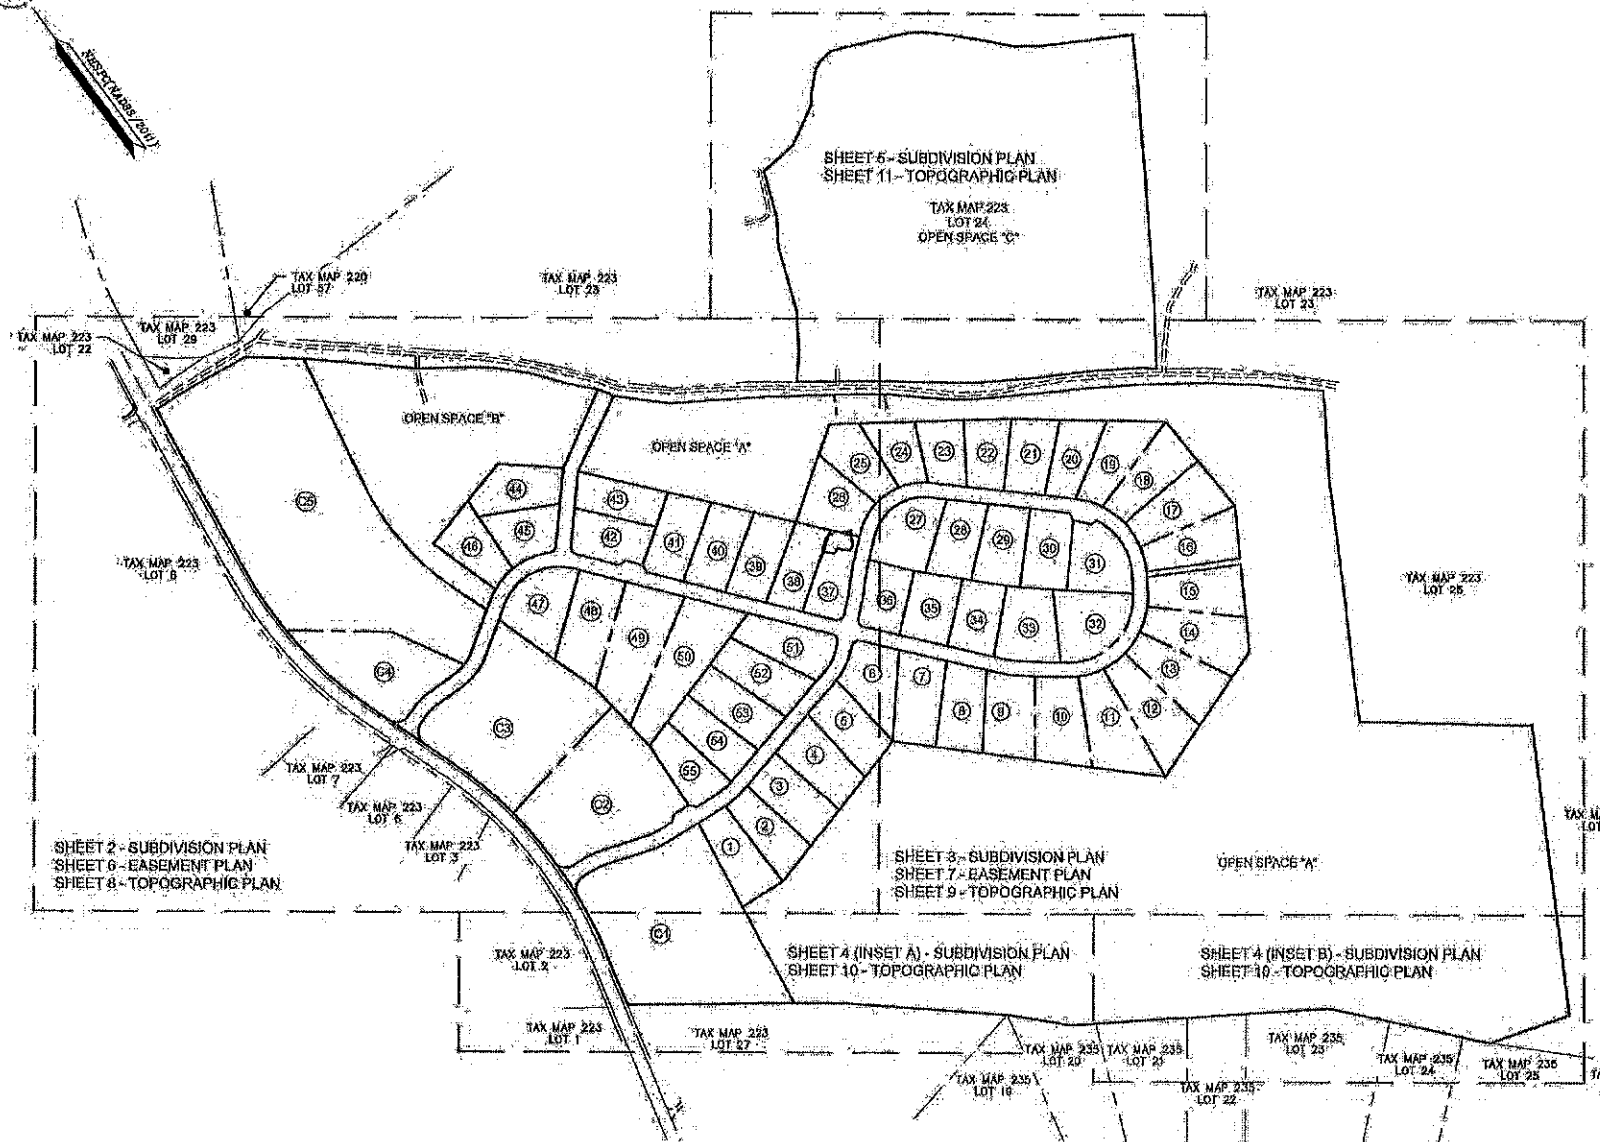 SHEET 5 - SUBDIVISION PLAN
SHEET 11 - TOPOGRAPHIC PLAN
TAX MAP 223
LOT 24
OPEN SPACE "C"
TAX MAP 220
LOT 57
TAX MAP 223
LOT 23
TAX MAP 223
LOT 23
TAX MAP 223
LOT 22
TAX MAP 223
LOT 29
OPEN SPACE "B"
OPEN SPACE "A"
25
24
23
22
21
20
19
18
17
16
15
14
13
12
11
10
9
8
7
6
5
4
3
2
1
26
27
28
29
30
31
32
33
34
35
36
37
38
39
40
41
42
43
44
45
46
47
48
49
50
51
52
53
54
55
C5
C4
C3
C2
C1
TAX MAP 223
TAX MAP 223
TAX MAP 223
LOT 7
TAX MAP 223
LOT 6
TAX MAP 223
LOT 3
SHEET 2 - SUBDIVISION PLAN
SHEET 6 - EASEMENT PLAN
SHEET 8 - TOPOGRAPHIC PLAN
SHEET 3 - SUBDIVISION PLAN
SHEET 7 - EASEMENT PLAN
SHEET 9 - TOPOGRAPHIC PLAN
OPEN SPACE "A"
TAX MAP 223
LOT 2
SHEET 4 (INSET A) - SUBDIVISION PLAN
SHEET 10 - TOPOGRAPHIC PLAN
SHEET 4 (INSET B) - SUBDIVISION PLAN
SHEET 10 - TOPOGRAPHIC PLAN
TAX MAP 223
LOT 1
TAX MAP 223
LOT 27
TAX MAP 235
LOT 19
TAX MAP 235
LOT 20
TAX MAP 235
LOT 21
TAX MAP 235
LOT 22
TAX MAP 235
LOT 23
TAX MAP 235
LOT 24
TAX MAP 235
LOT 25